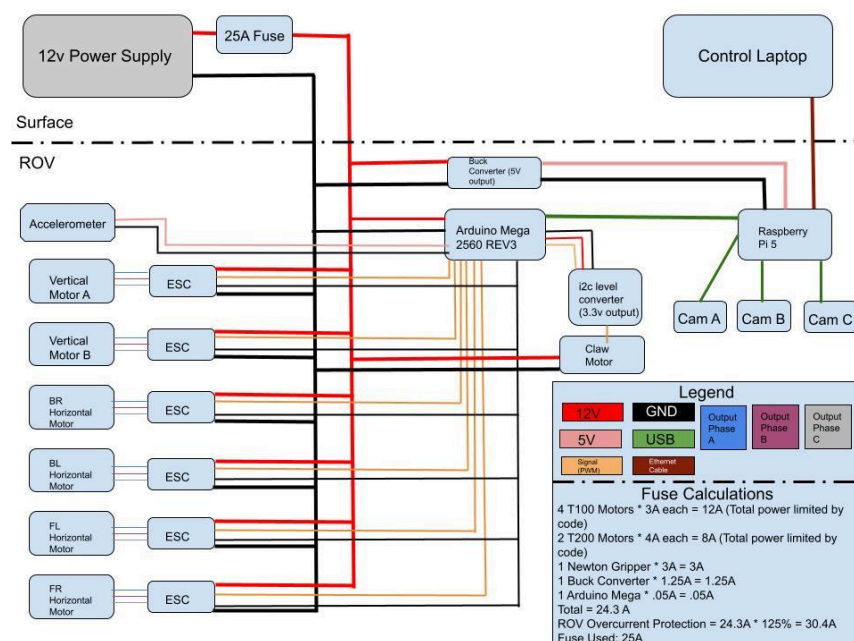 12v Power Supply
25A Fuse
Control Laptop
Surface
ROV
Buck
Converter (5V
output)
Accelerometer
Arduino Mega
2560 REV3
Raspberry
Pi 5
Vertical
Motor A
ESC
i2c level
converter
(3.3v output)
Cam A
Cam B
Cam C
Vertical
Motor B
ESC
Claw
Motor
BR
Horizontal
Motor
ESC
BL
Horizontal
Motor
ESC
FL
Horizontal
Motor
ESC
FR
Horizontal
Motor
ESC
Legend
12V
GND
Output
Phase
A
Output
Phase
B
Output
Phase
C
5V
USB
Signal
(PWM)
Ethernet
Cable
Fuse Calculations
4 T100 Motors * 3A each = 12A (Total power limited by
code)
2 T200 Motors * 4A each = 8A (Total power limited by
code)
1 Newton Gripper * 3A = 3A
1 Buck Converter * 1.25A = 1.25A
1 Arduino Mega * .05A = .05A
Total = 24.3 A
ROV Overcurrent Protection = 24.3A * 125% = 30.4A
Fuse Used: 25A